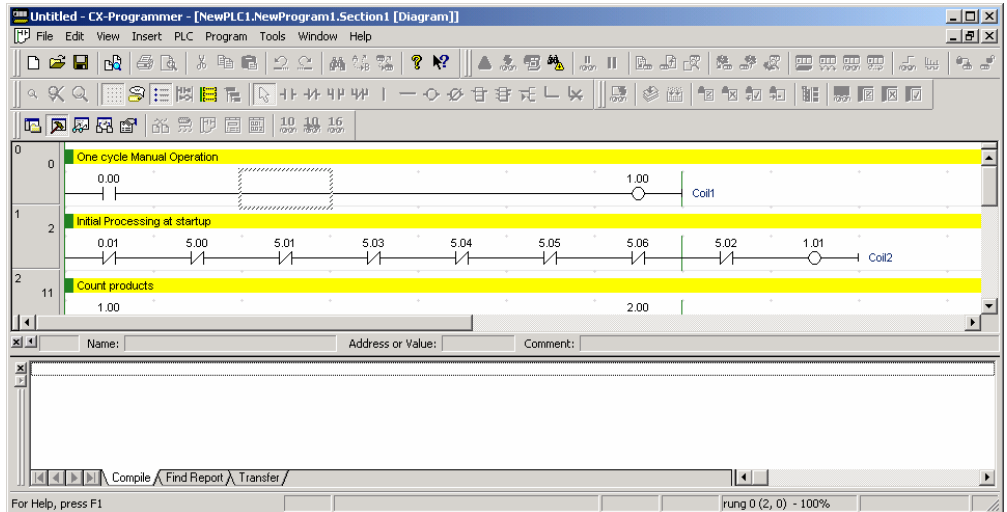 Untitled - CX-Programmer - [NewPLC1.NewProgram1.Section1 [Diagram]]
File Edit View Insert PLC Program Tools Window Help
10 10 16
0 0 One cycle Manual Operation
0.00 1.00
Coil1
1 2 Initial Processing at startup
0.01 5.00 5.01 5.03 5.04 5.05 5.06 5.02 1.01
Coil2
2 11 Count products
1.00 2.00
Name: Address or Value: Comment:
Compile Find Report Transfer
For Help, press F1 rung 0 (2, 0) - 100%